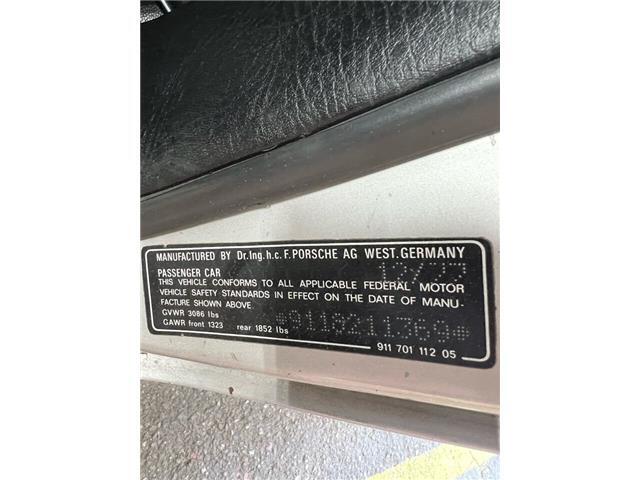 MANUFACTURED BY Dr.Ing.h.c. F.PORSCHE AG WEST.GERMANY
PASSENGER CAR 12/77
THIS VEHICLE CONFORMS TO ALL APPLICABLE FEDERAL MOTOR
VEHICLE SAFETY STANDARDS IN EFFECT ON THE DATE OF MANU.
FACTURE SHOWN ABOVE
GVWR 3086 lbs *9118211369*
GAWR front 1323 rear 1852 lbs
911 701 112 05